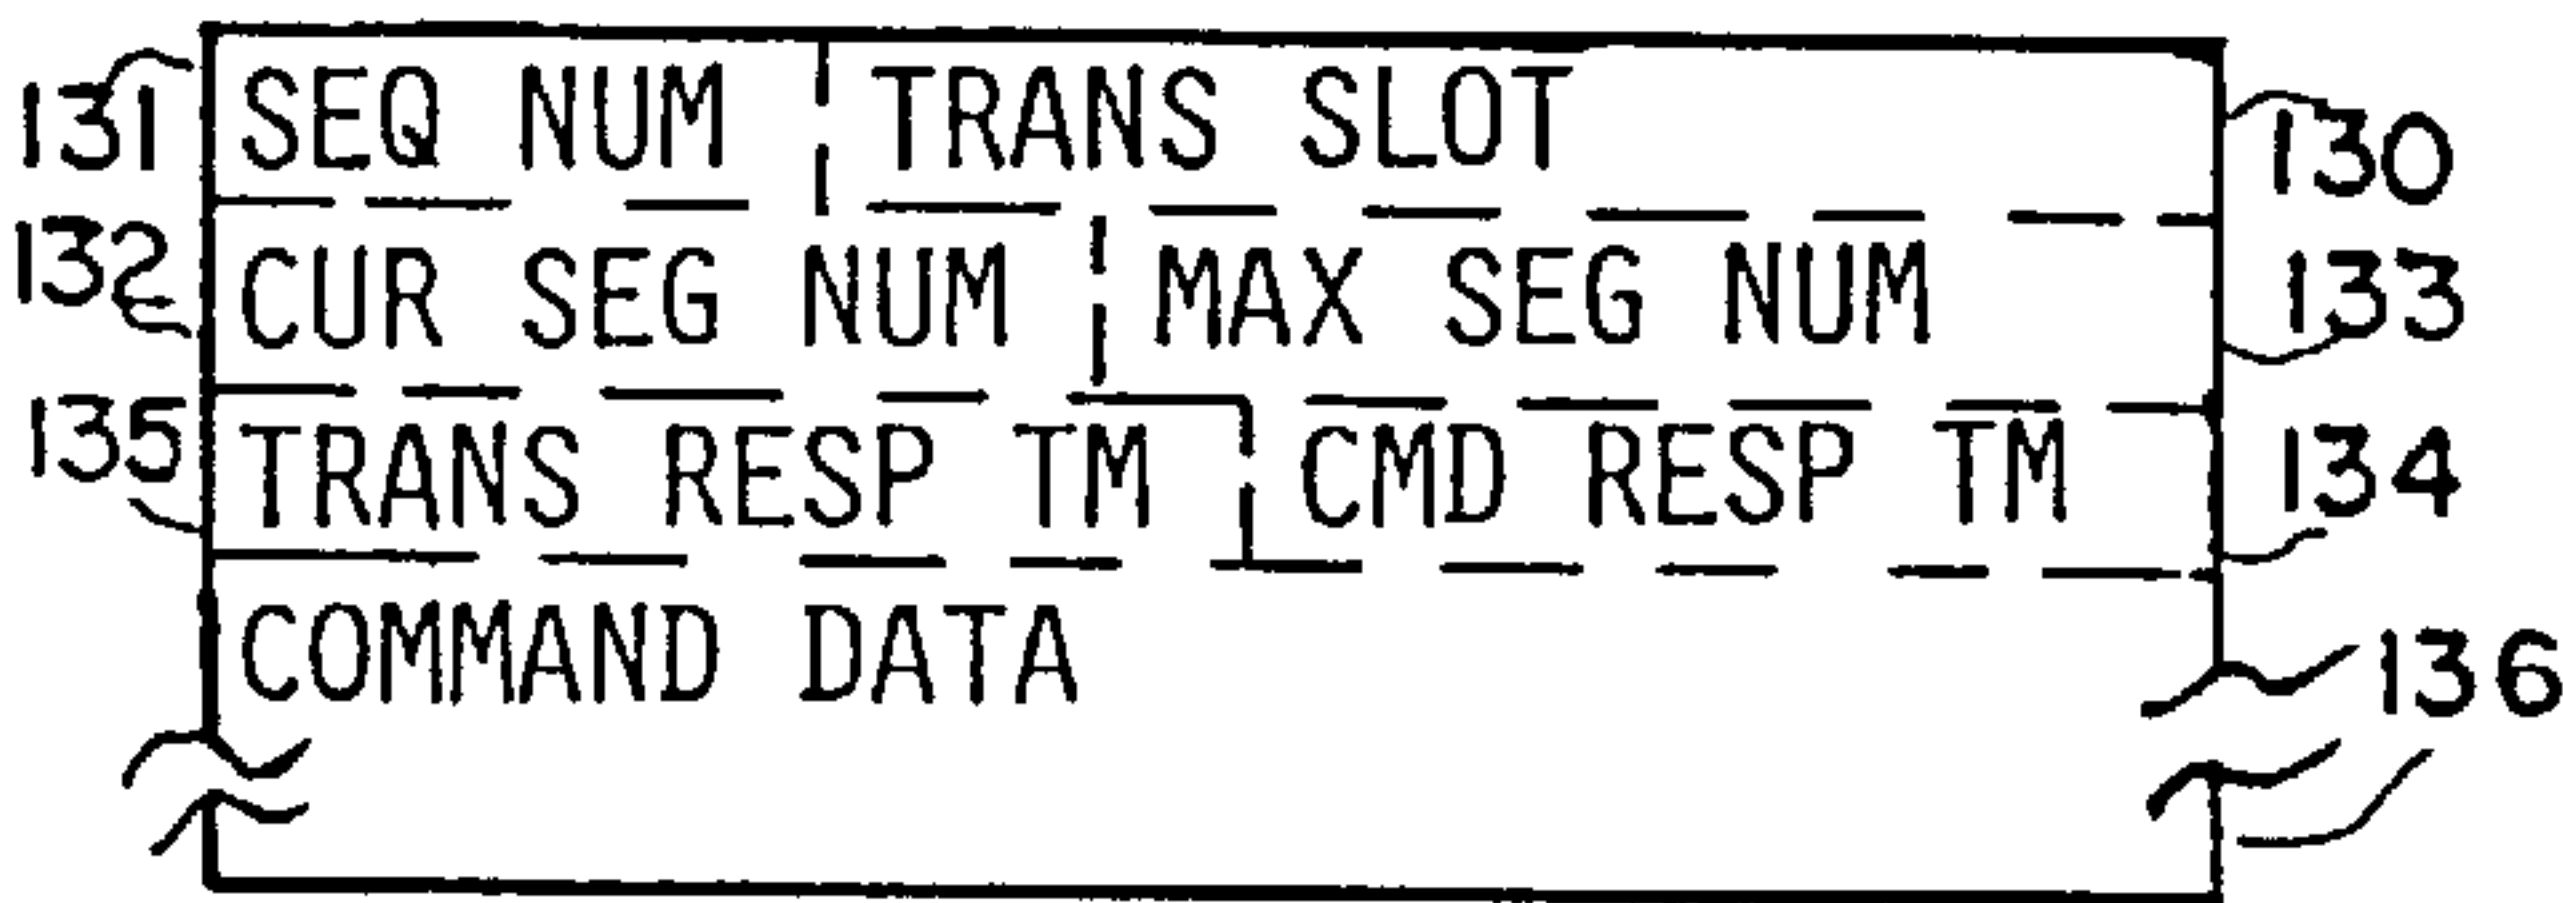 131 SEQ NUM TRANS SLOT 130
132 CUR SEG NUM MAX SEG NUM 133
135 TRANS RESP TM CMD RESP TM 134
COMMAND DATA 136